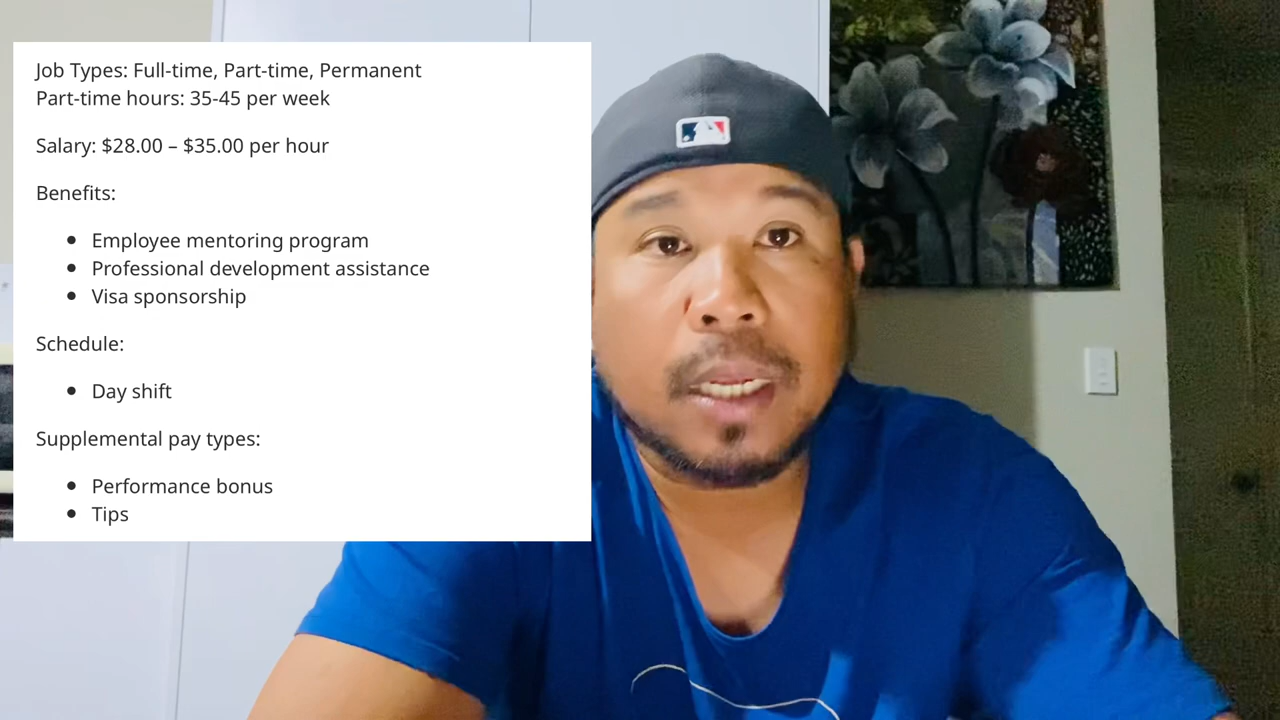 Job Types: Full-time, Part-time, Permanent
Part-time hours: 35-45 per week
Salary: $28.00 – $35.00 per hour
Benefits:
• Employee mentoring program
• Professional development assistance
• Visa sponsorship
Schedule:
• Day shift
Supplemental pay types:
• Performance bonus
• Tips